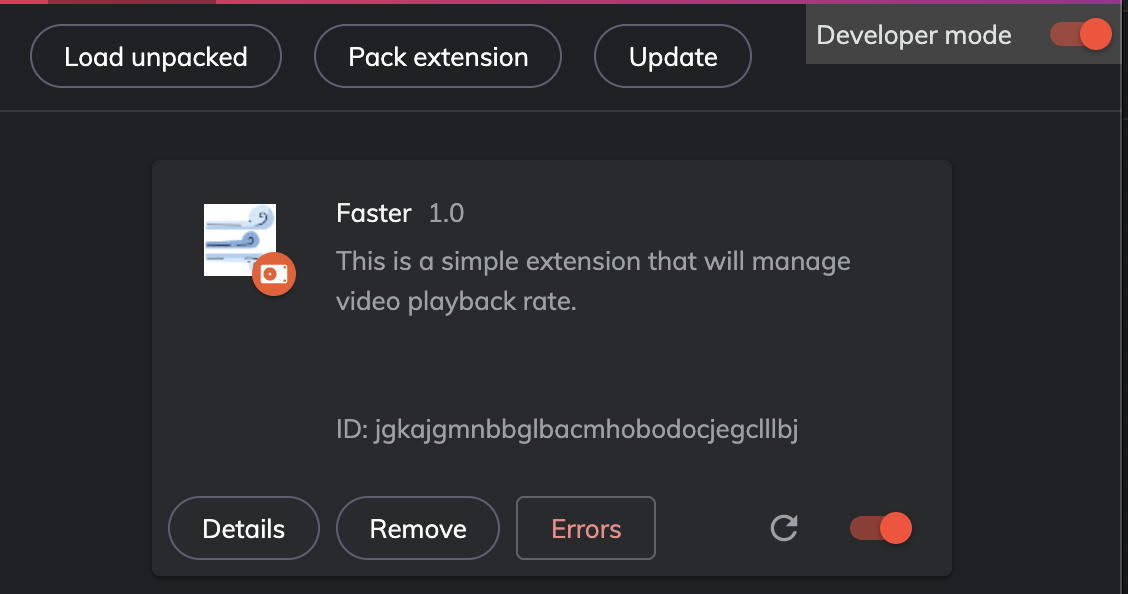 Load unpacked
Pack extension
Update
Developer mode
Faster 1.0
This is a simple extension that will manage
video playback rate.
ID: jgkajgmnbbglbacmhobodocjegclllbj
Details
Remove
Errors